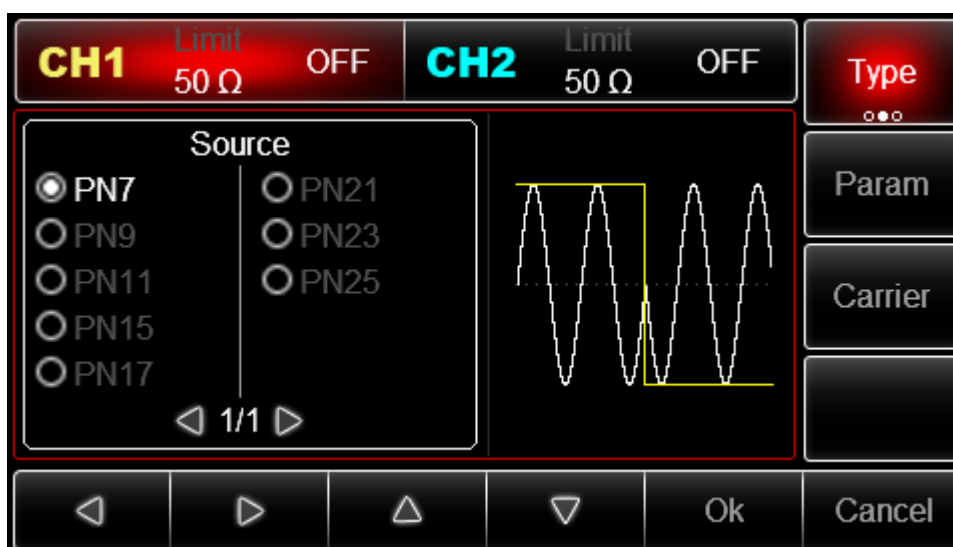 CH1 Limit 50 Ω OFF CH2 Limit 50 Ω OFF
Type
Source
PN7 PN21
PN9 PN23
PN11 PN25
PN15
PN17
1/1
Param
Carrier
Ok Cancel